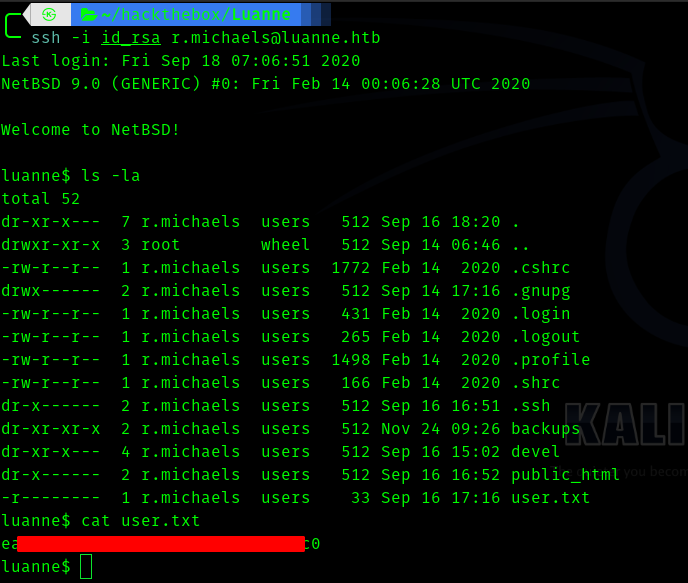 ~/hackthebox/Luanne
ssh -i id_rsa r.michaels@luanne.htb
Last login: Fri Sep 18 07:06:51 2020
NetBSD 9.0 (GENERIC) #0: Fri Feb 14 00:06:28 UTC 2020
Welcome to NetBSD!
luanne$ ls -la
total 52
dr-xr-x---  7 r.michaels  users   512 Sep 16 18:20 .
drwxr-xr-x  3 root        wheel   512 Sep 14 06:46 ..
-rw-r--r--  1 r.michaels  users  1772 Feb 14  2020 .cshrc
drwx------  2 r.michaels  users   512 Sep 14 17:16 .gnupg
-rw-r--r--  1 r.michaels  users   431 Feb 14  2020 .login
-rw-r--r--  1 r.michaels  users   265 Feb 14  2020 .logout
-rw-r--r--  1 r.michaels  users  1498 Feb 14  2020 .profile
-rw-r--r--  1 r.michaels  users   166 Feb 14  2020 .shrc
dr-x------  2 r.michaels  users   512 Sep 16 16:51 .ssh
dr-xr-xr-x  2 r.michaels  users   512 Nov 24 09:26 backups
dr-xr-x---  4 r.michaels  users   512 Sep 16 15:02 devel
dr-x------  2 r.michaels  users   512 Sep 16 16:52 public_html
-r--------  1 r.michaels  users    33 Sep 16 17:16 user.txt
luanne$ cat user.txt
luanne$
KALI